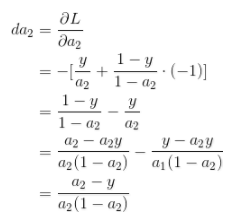 da₂ = ∂L/∂a₂
= −[y/a₂ + (1 − y)/(1 − a₂) · (−1)]
= (1 − y)/(1 − a₂) − y/a₂
= (a₂ − a₂y)/(a₂(1 − a₂)) − (y − a₂y)/(a₁(1 − a₂))
= (a₂ − y)/(a₂(1 − a₂))